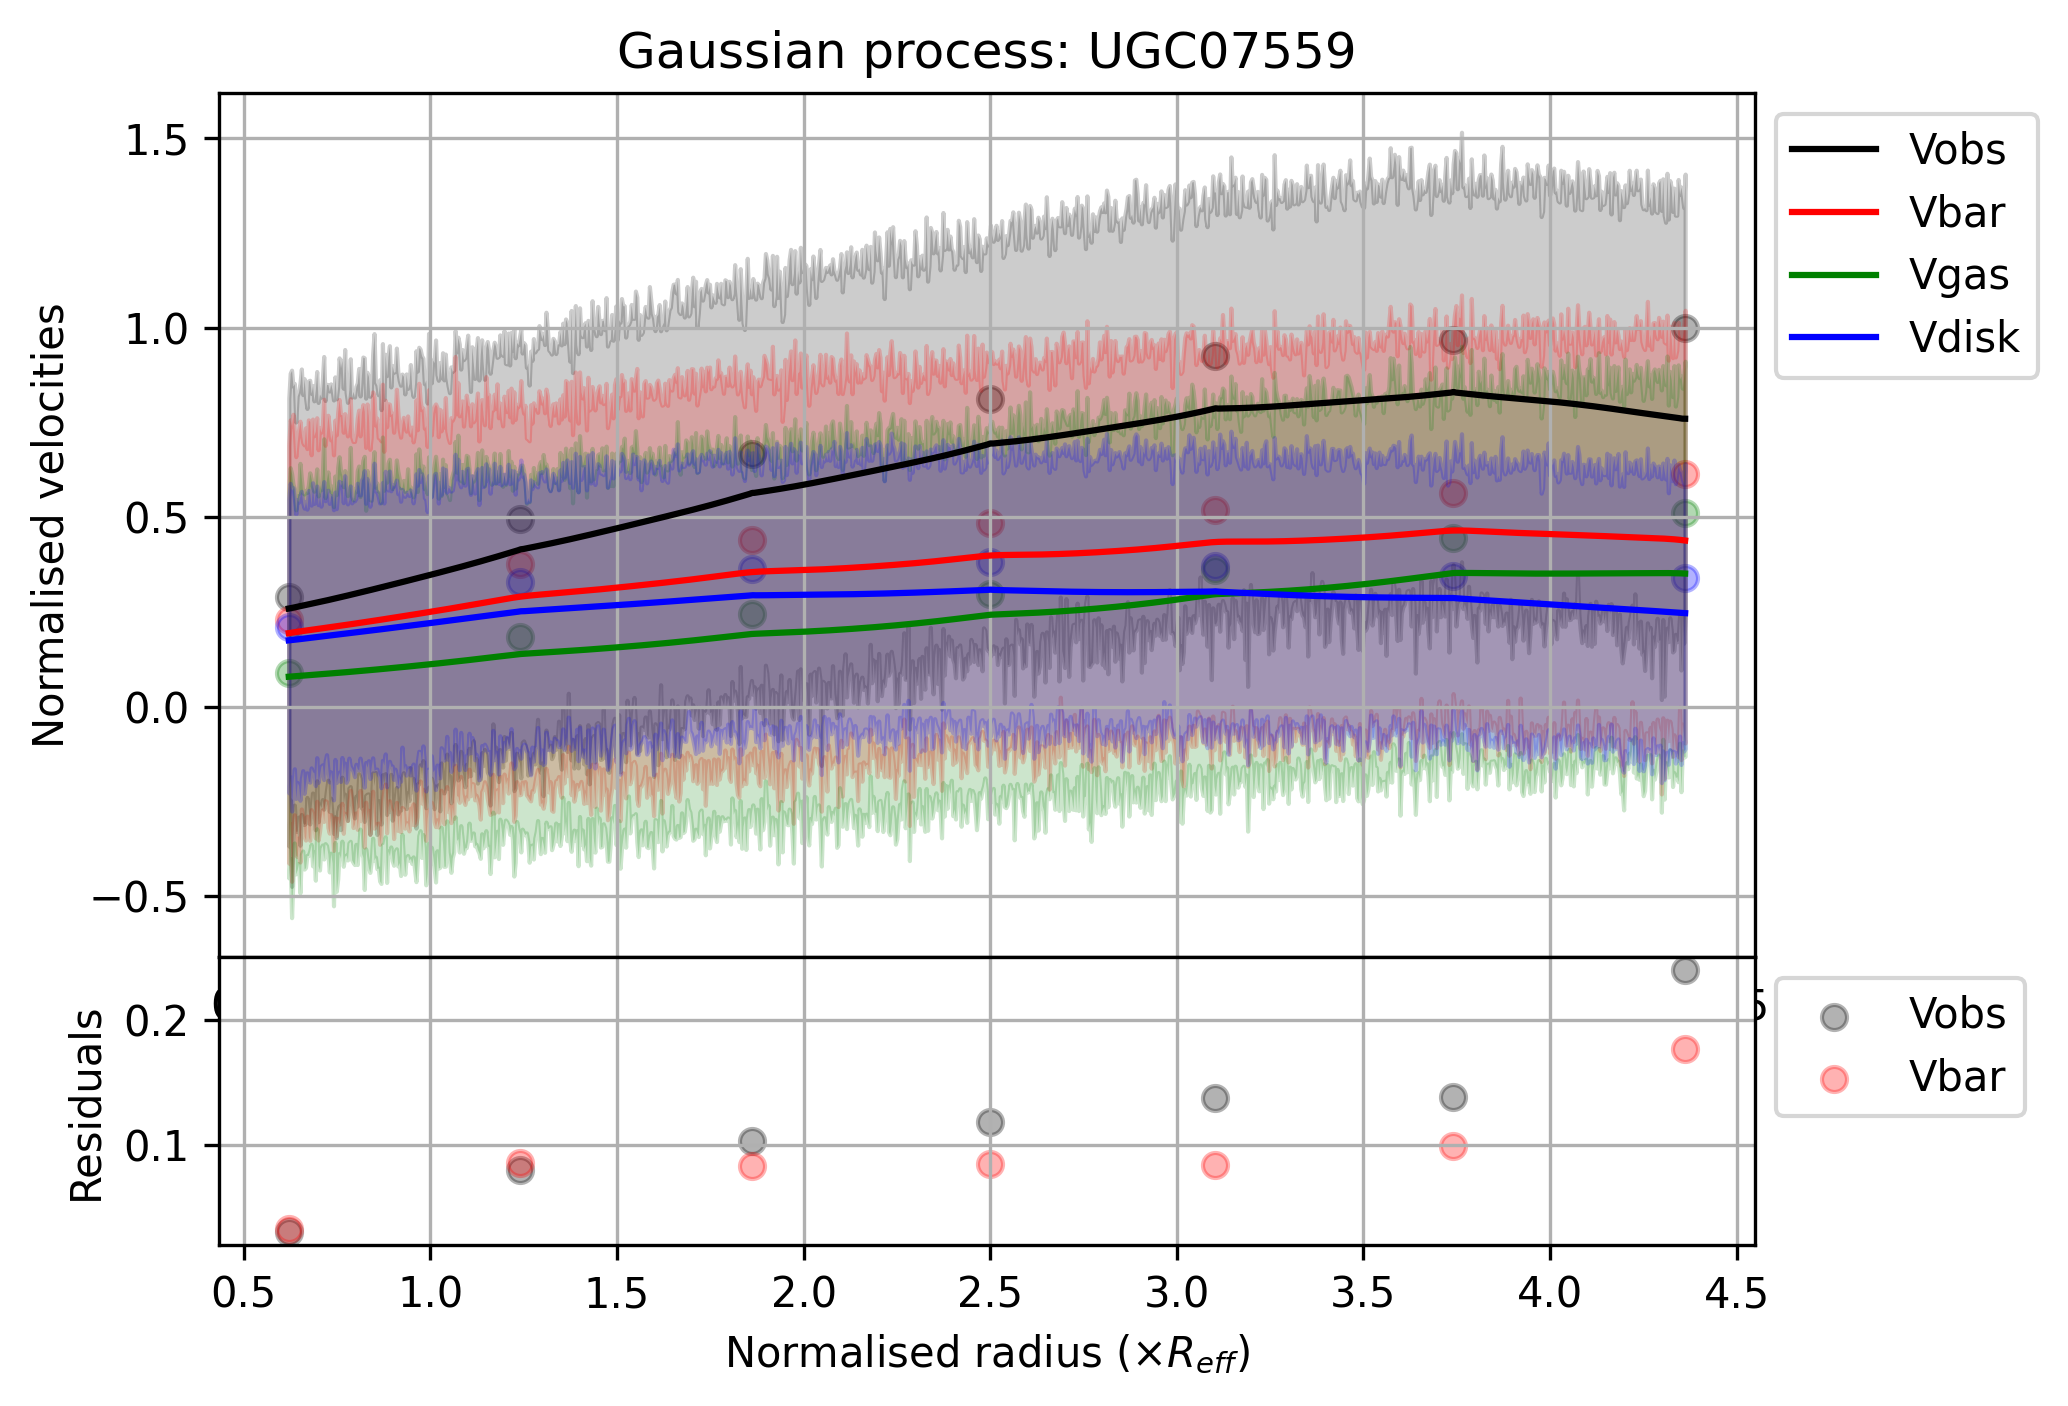 Gaussian process: UGC07559
Normalised velocities
1.5
1.0
0.5
0.0
−0.5
Vobs
Vbar
Vgas
Vdisk
Residuals
0.2
0.1
Vobs
Vbar
0.5 1.0 1.5 2.0 2.5 3.0 3.5 4.0 4.5
Normalised radius (×R_eff)